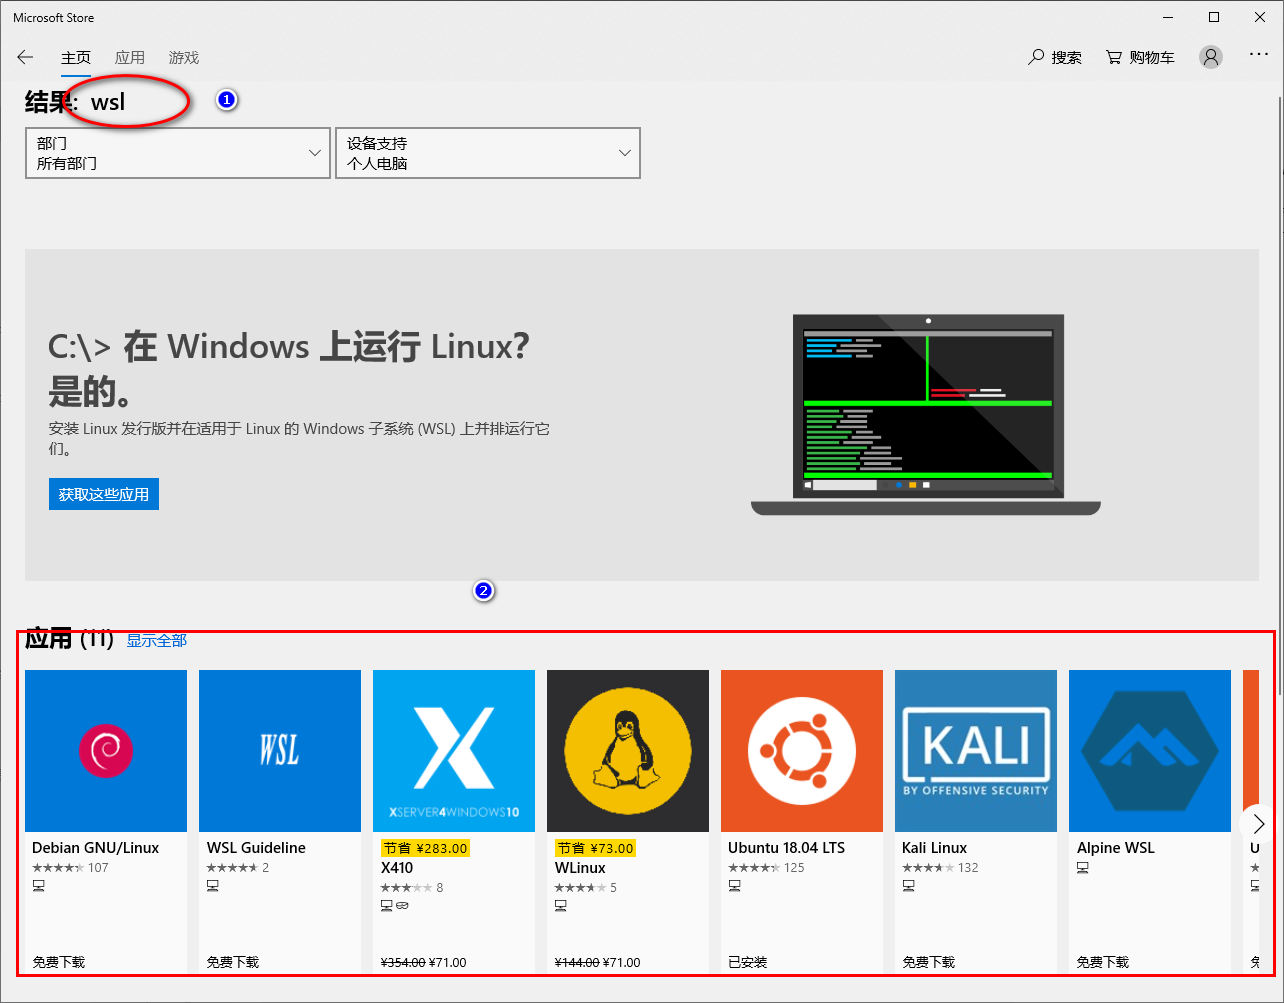 Microsoft Store
主页 应用 游戏 搜索 购物车
结果: wsl
1
部门
所有部门
设备支持
个人电脑
C:\> 在 Windows 上运行 Linux?
是的。
安装 Linux 发行版并在适用于 Linux 的 Windows 子系统 (WSL) 上并排运行它
们。
获取这些应用
2
应用 (11) 显示全部
WSL
X
XSERVER4WINDOWS10
KALI
BY OFFENSIVE SECURITY
Debian GNU/Linux
107
免费下载
WSL Guideline
2
免费下载
节省 ¥283.00
X410
8
¥354.00 ¥71.00
节省 ¥73.00
WLinux
5
¥144.00 ¥71.00
Ubuntu 18.04 LTS
125
已安装
Kali Linux
132
免费下载
Alpine WSL
免费下载